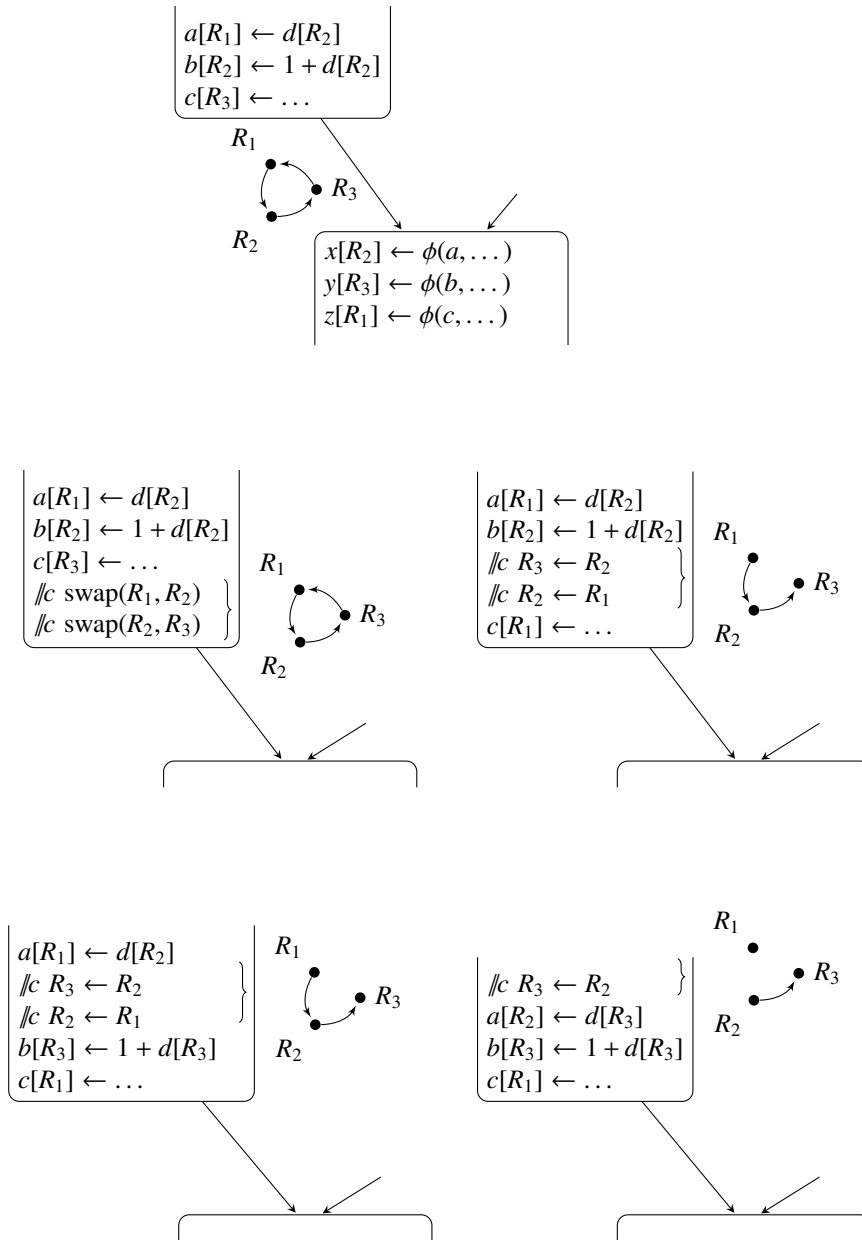 a[R₁] ← d[R₂]
b[R₂] ← 1 + d[R₂]
c[R₃] ← . . .
R₁
R₃
R₂
x[R₂] ← ϕ(a, . . . )
y[R₃] ← ϕ(b, . . . )
z[R₁] ← ϕ(c, . . . )
a[R₁] ← d[R₂]
b[R₂] ← 1 + d[R₂]
c[R₃] ← . . .
//c swap(R₁, R₂)
//c swap(R₂, R₃)
R₁
R₃
R₂
a[R₁] ← d[R₂]
b[R₂] ← 1 + d[R₂]
//c R₃ ← R₂
//c R₂ ← R₁
c[R₁] ← . . .
R₁
R₃
R₂
a[R₁] ← d[R₂]
//c R₃ ← R₂
//c R₂ ← R₁
b[R₃] ← 1 + d[R₃]
c[R₁] ← . . .
R₁
R₃
R₂
//c R₃ ← R₂
a[R₂] ← d[R₃]
b[R₃] ← 1 + d[R₃]
c[R₁] ← . . .
R₁
R₃
R₂